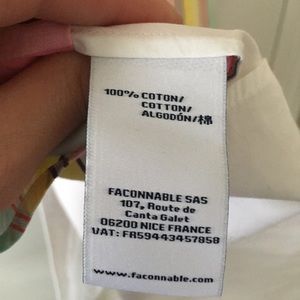 100% COTON/
COTTON/
ALGODÓN/棉
FACONNABLE SAS
107, Route de
Canta Galet
06200 NICE FRANCE
VAT: FR59443457858
www.faconnable.com